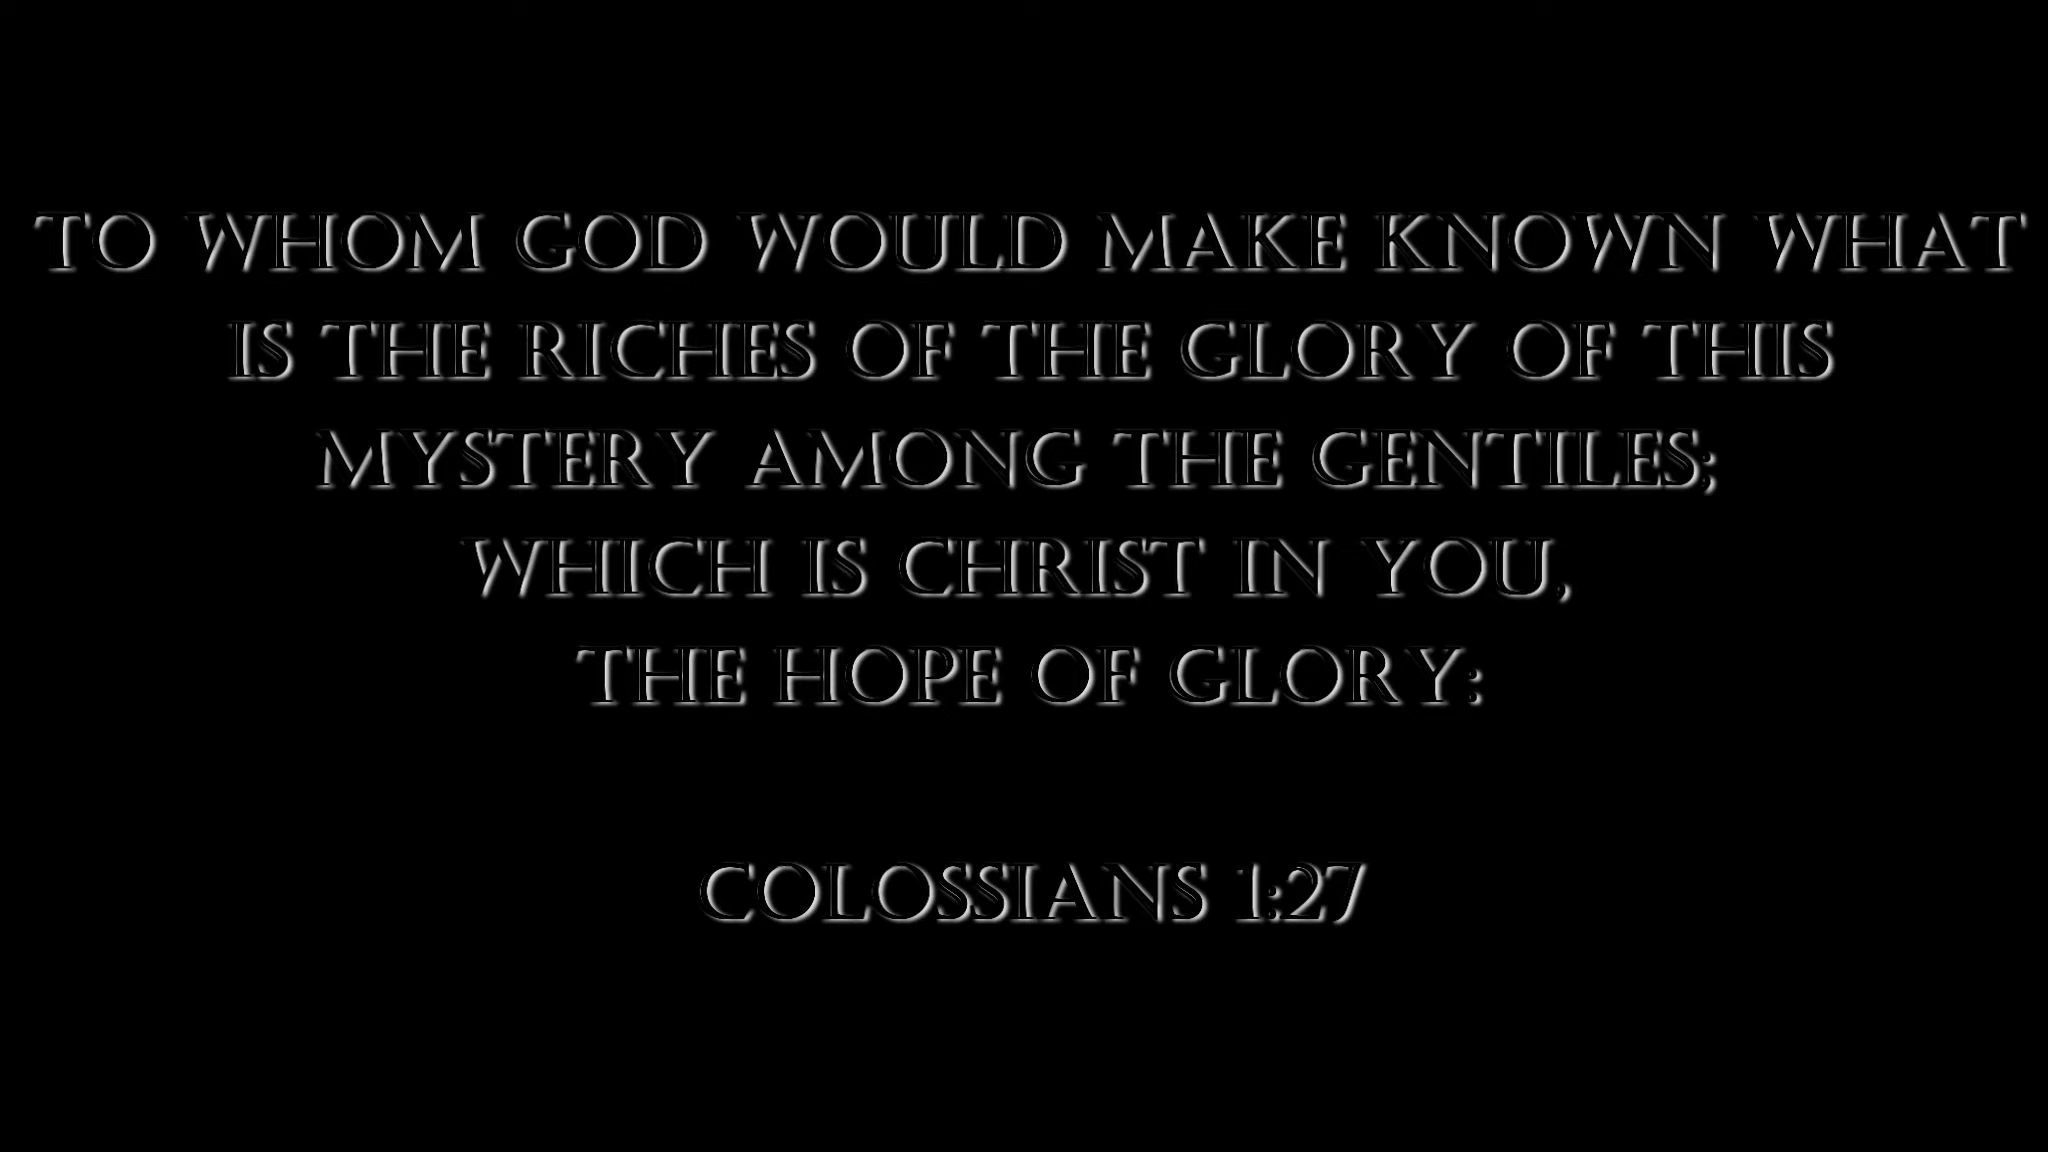 TO WHOM GOD WOULD MAKE KNOWN WHAT
IS THE RICHES OF THE GLORY OF THIS
MYSTERY AMONG THE GENTILES;
WHICH IS CHRIST IN YOU,
THE HOPE OF GLORY:
COLOSSIANS 1:27